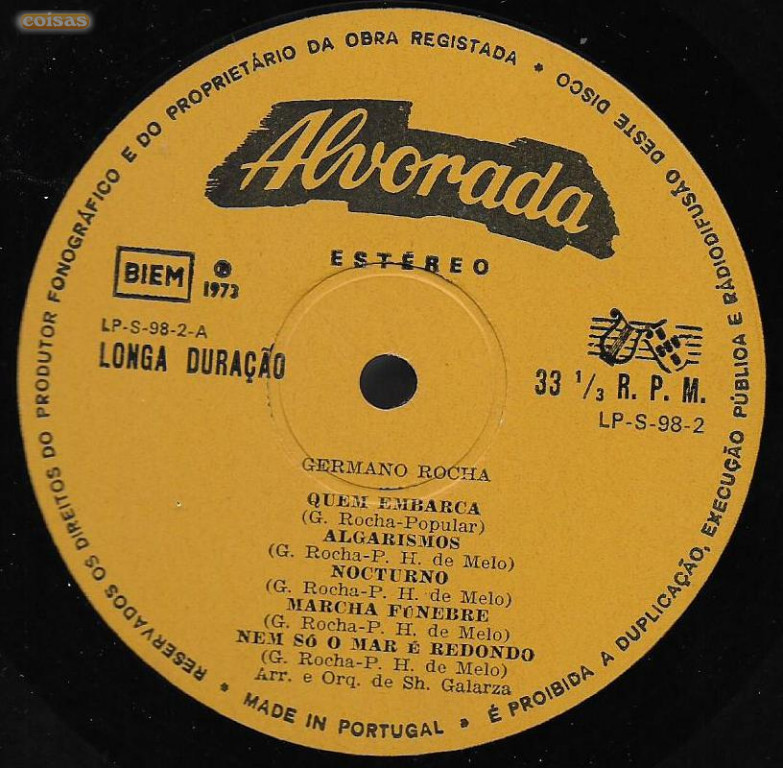 coisas
RESERVADOS OS DIREITOS DO PRODUTOR FONOGRÁFICO E DO PROPRIETÁRIO DA OBRA REGISTADA * É PROIBIDA A DUPLICAÇÃO, EXECUÇÃO PÚBLICA E RÁDIODIFUSÃO DESTE DISCO * MADE IN PORTUGAL *
Alvorada
ESTÉREO
BIEM
℗ 1973
LP-S-98-2-A
LONGA DURAÇÃO
33 1/3 R. P. M.
LP-S-98-2
GERMANO ROCHA
QUEM EMBARCA
(G. Rocha-Popular)
ALGARISMOS
(G. Rocha-P. H. de Melo)
NOCTURNO
(G. Rocha-P. H. de Melo)
MARCHA FÚNEBRE
(G. Rocha-P. H. de Melo)
NEM SÓ O MAR É REDONDO
(G. Rocha-P. H. de Melo)
Arr. e Orq. de Sh. Galarza